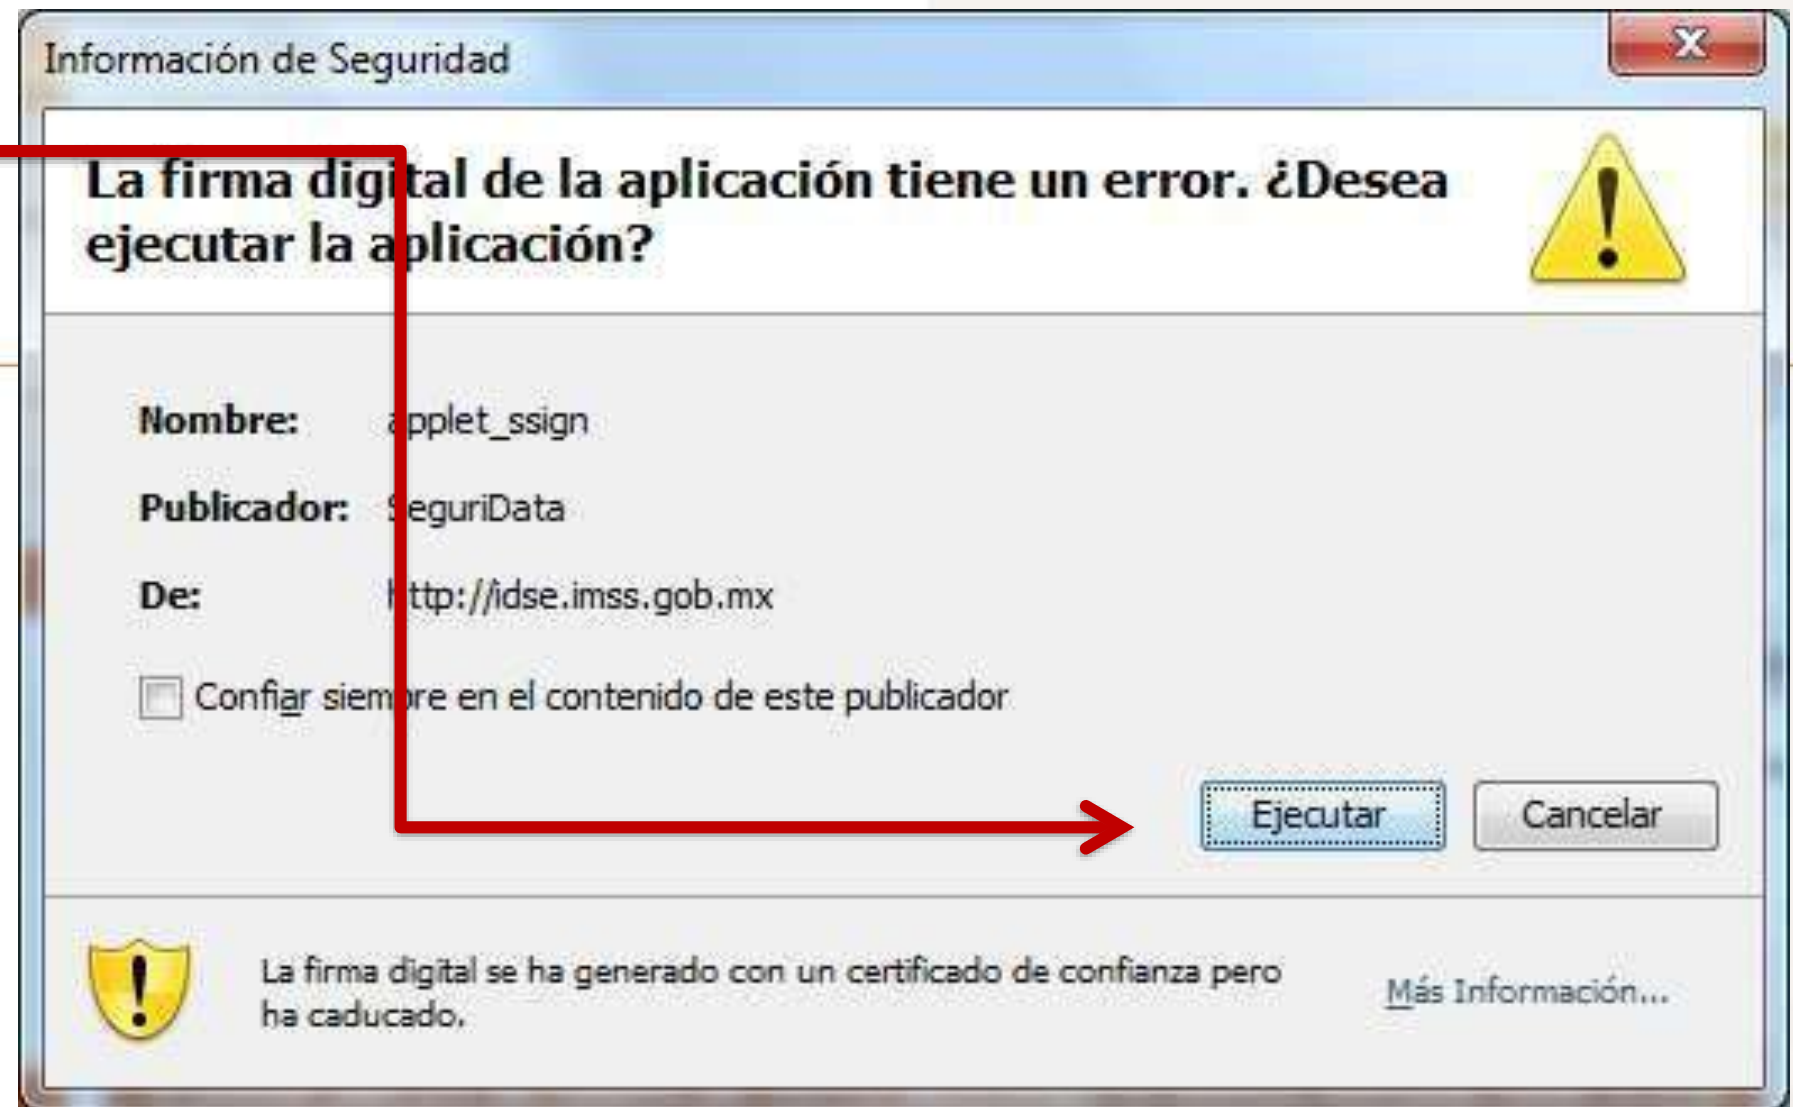 Información de Seguridad
La firma digital de la aplicación tiene un error. ¿Desea
ejecutar la aplicación?
Nombre: applet_ssign
Publicador: SeguriData
De: http://idse.imss.gob.mx
Confiar siempre en el contenido de este publicador
Ejecutar Cancelar
La firma digital se ha generado con un certificado de confianza pero
ha caducado.
Más Información...